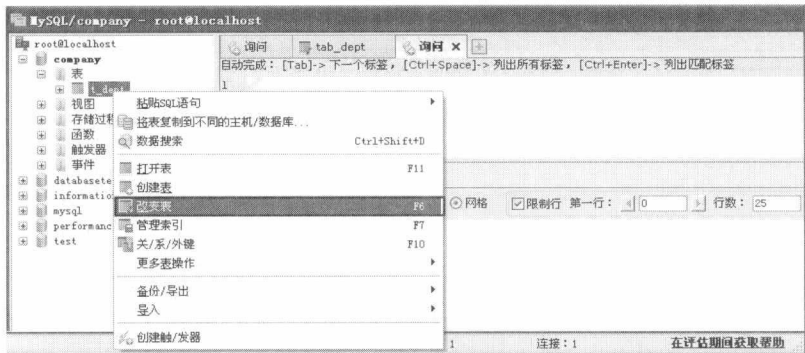 MySQL/company - root@localhost
root@localhost
company
表
t_dept
视图
存储过程
函数
触发器
事件
databasete
informatio
mysql
performanc
test
询问
tab_dept
询问
自动完成： [Tab]-> 下一个标签， [Ctrl+Space]-> 列出所有标签， [Ctrl+Enter]-> 列出匹配标签
1
粘贴SQL语句
将表复制到不同的主机/数据库...
数据搜索 Ctrl+Shift+D
打开表 F11
创建表
改变表 F6
管理索引 F7
关/系/外键 F10
更多表操作
备份/导出
导入
创建触/发器
网格 限制行 第一行： 0 行数： 25
1 连接：1 在评估期间获取帮助